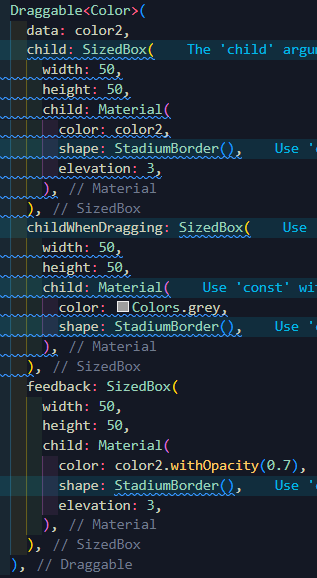 Draggable<Color>(
  data: color2,
  child: SizedBox(     The 'child' argu
    width: 50,
    height: 50,
    child: Material(
      color: color2,
      shape: StadiumBorder(),     Use '
      elevation: 3,
    ), // Material
  ), // SizedBox
  childWhenDragging: SizedBox(     Use
    width: 50,
    height: 50,
    child: Material(     Use 'const' wit
      color: Colors.grey,
      shape: StadiumBorder(),     Use '
    ), // Material
  ), // SizedBox
  feedback: SizedBox(
    width: 50,
    height: 50,
    child: Material(
      color: color2.withOpacity(0.7),
      shape: StadiumBorder(),     Use '
      elevation: 3,
    ), // Material
  ), // SizedBox
), // Draggable